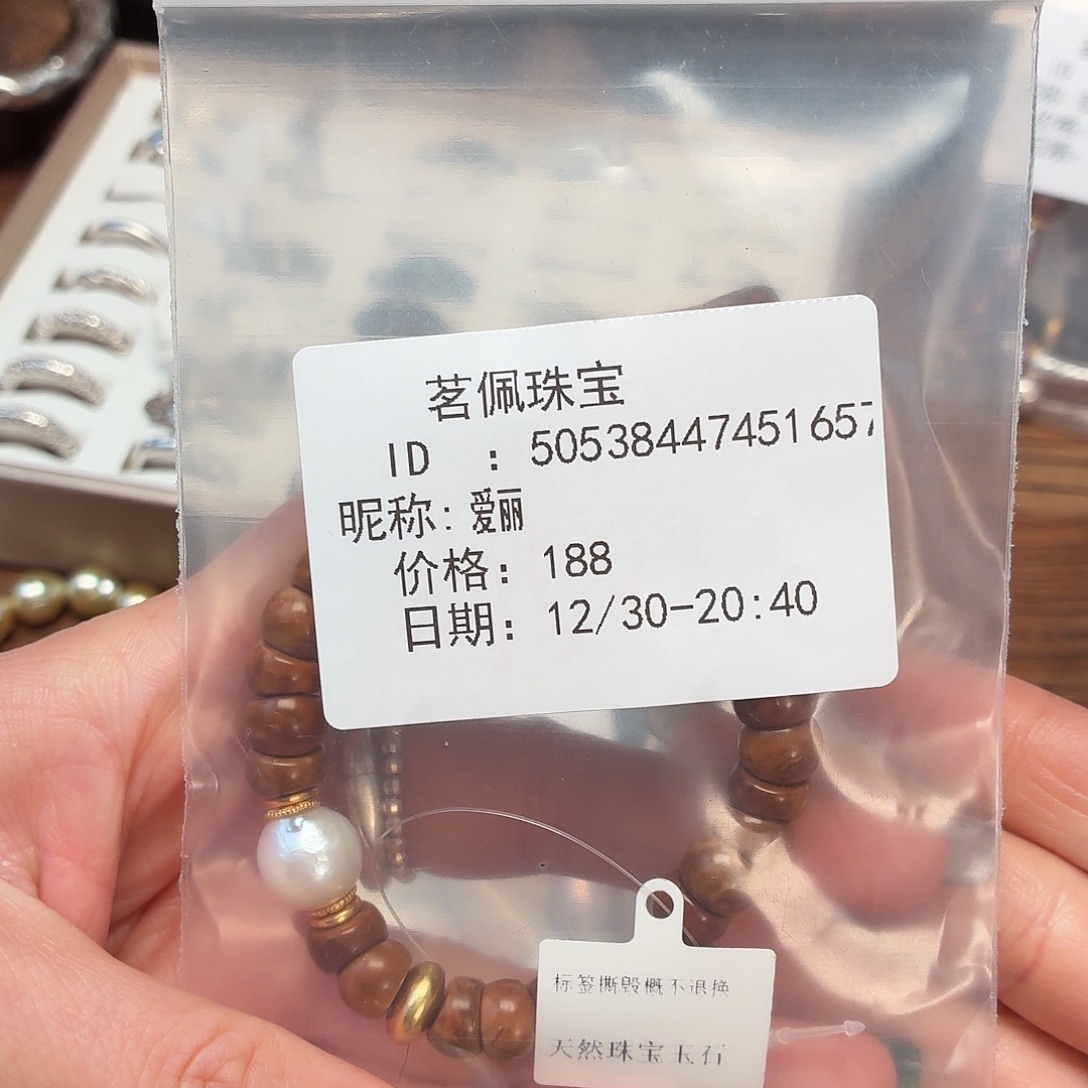 茗佩珠宝
ID : 50538447451657
昵称: 爱丽
价格: 188
日期: 12/30-20:40
标签撕毁概不退换
天然珠宝玉石